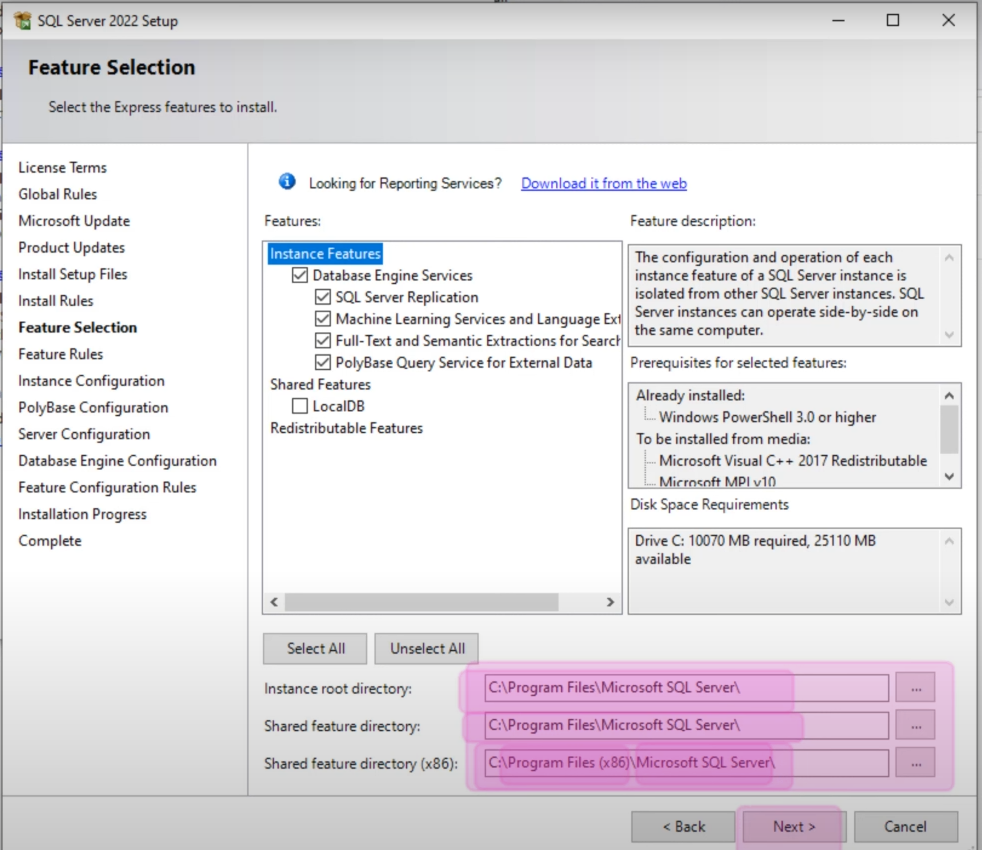 SQL Server 2022 Setup
Feature Selection
Select the Express features to install.
License Terms
Global Rules
Microsoft Update
Product Updates
Install Setup Files
Install Rules
Feature Selection
Feature Rules
Instance Configuration
PolyBase Configuration
Server Configuration
Database Engine Configuration
Feature Configuration Rules
Installation Progress
Complete
Looking for Reporting Services? Download it from the web
Features:
Instance Features
Database Engine Services
SQL Server Replication
Machine Learning Services and Language Ext
Full-Text and Semantic Extractions for Search
PolyBase Query Service for External Data
Shared Features
LocalDB
Redistributable Features
Feature description:
The configuration and operation of each
instance feature of a SQL Server instance is
isolated from other SQL Server instances. SQL
Server instances can operate side-by-side on
the same computer.
Prerequisites for selected features:
Already installed:
Windows PowerShell 3.0 or higher
To be installed from media:
Microsoft Visual C++ 2017 Redistributable
Microsoft MPI v10
Disk Space Requirements
Drive C: 10070 MB required, 25110 MB
available
Select All
Unselect All
Instance root directory: C:\Program Files\Microsoft SQL Server\ ...
Shared feature directory: C:\Program Files\Microsoft SQL Server\ ...
Shared feature directory (x86): C:\Program Files (x86)\Microsoft SQL Server\ ...
< Back
Next >
Cancel